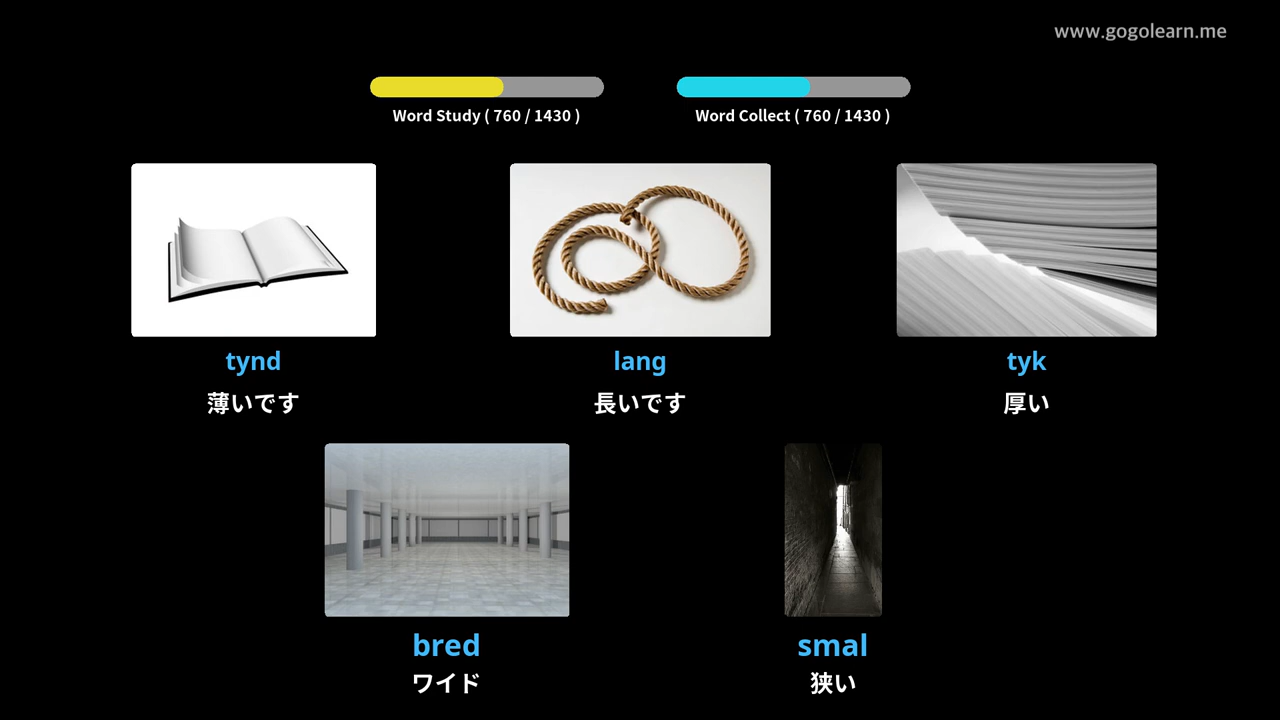 www.gogolearn.me
Word Study ( 760 / 1430 )
Word Collect ( 760 / 1430 )
tynd
薄いです
lang
長いです
tyk
厚い
bred
ワイド
smal
狭い